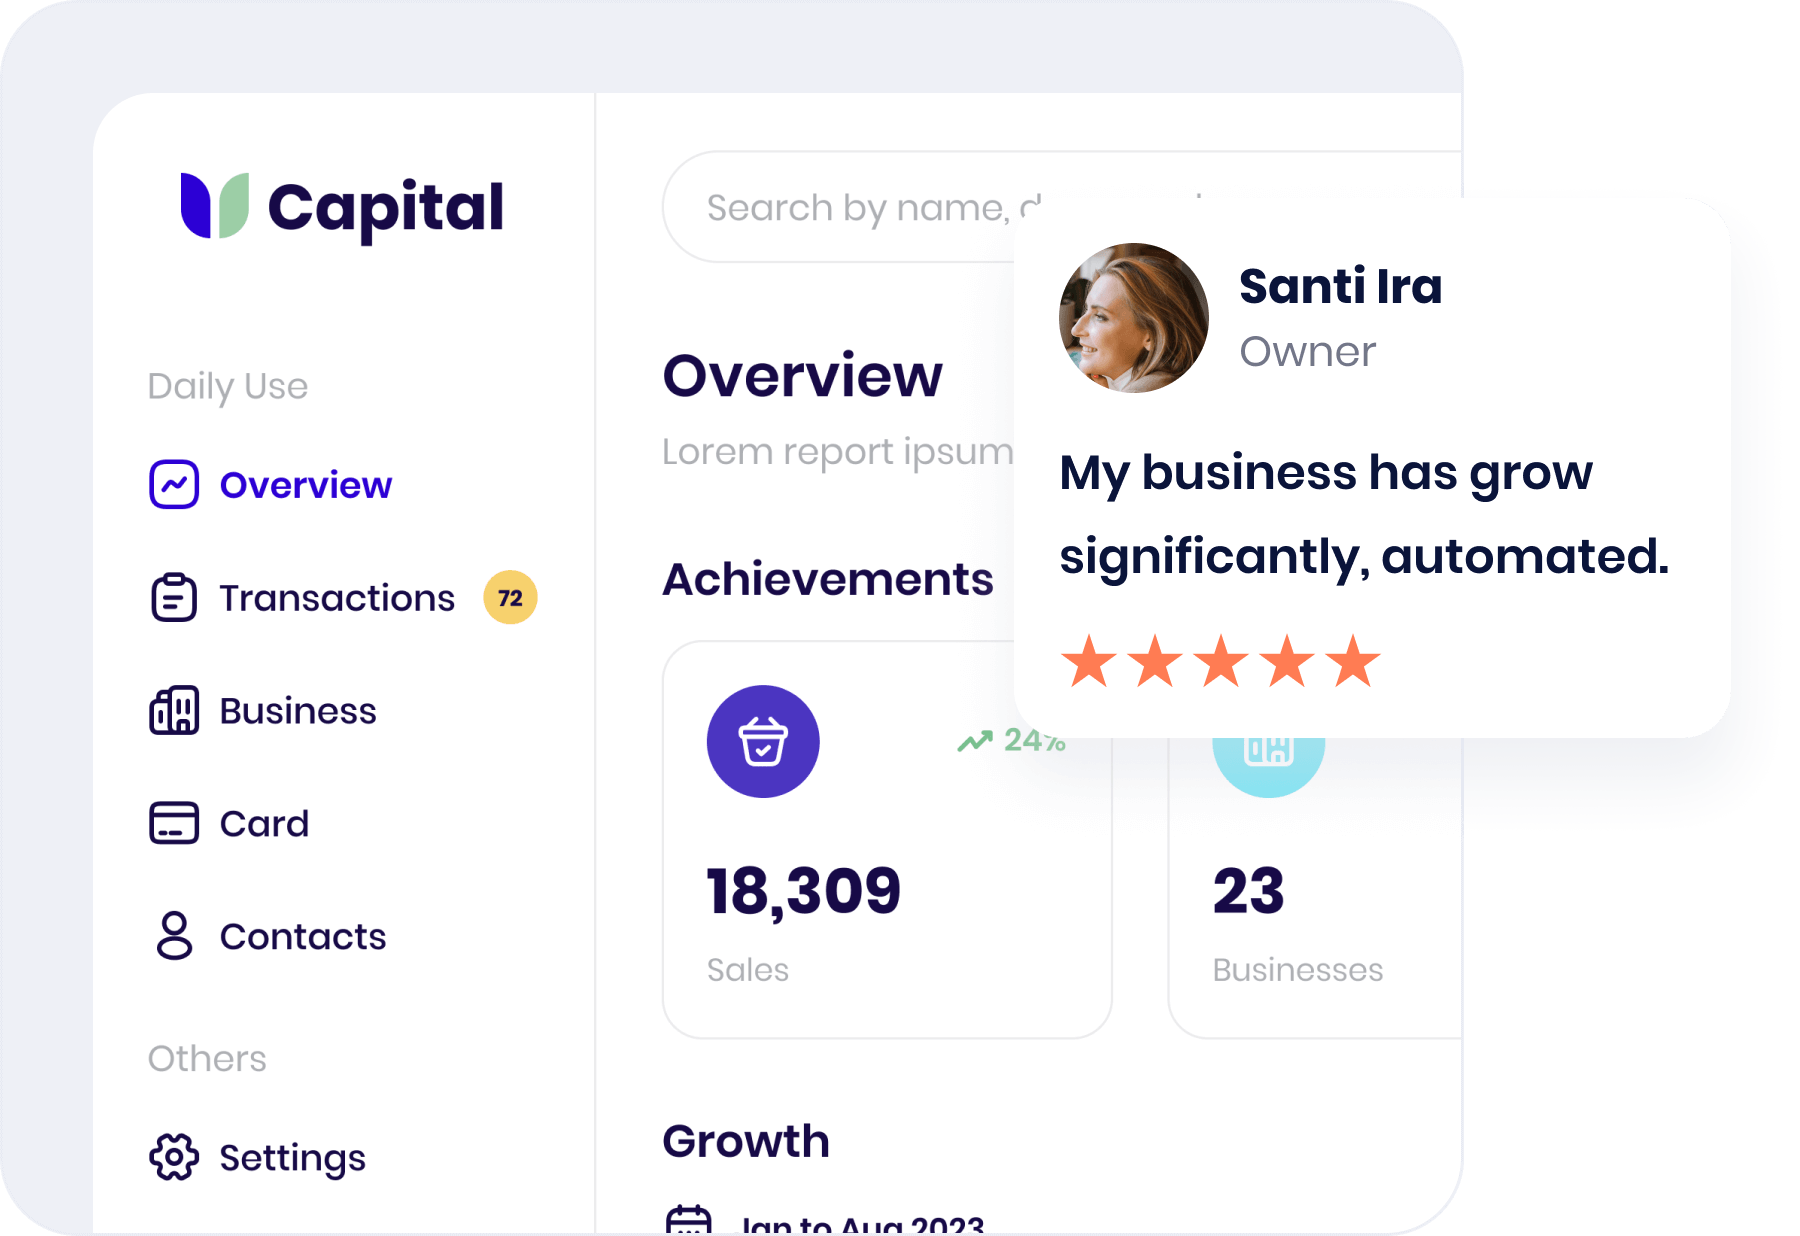 Capital
Daily Use
Overview
Transactions 72
Business
Card
Contacts
Others
Settings
Search by name,
Overview
Lorem report ipsum
Achievements
24%
18,309
Sales
23
Businesses
Growth
Jan to Aug 2023
Santi Ira
Owner
My business has grow
significantly, automated.